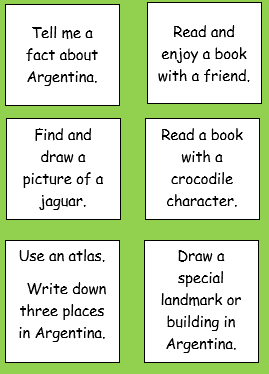 Tell me a
fact about
Argentina.
Read and
enjoy a book
with a friend.
Find and
draw a
picture of a
jaguar.
Read a book
with a
crocodile
character.
Use an atlas.
Write down
three places
in Argentina.
Draw a
special
landmark or
building in
Argentina.